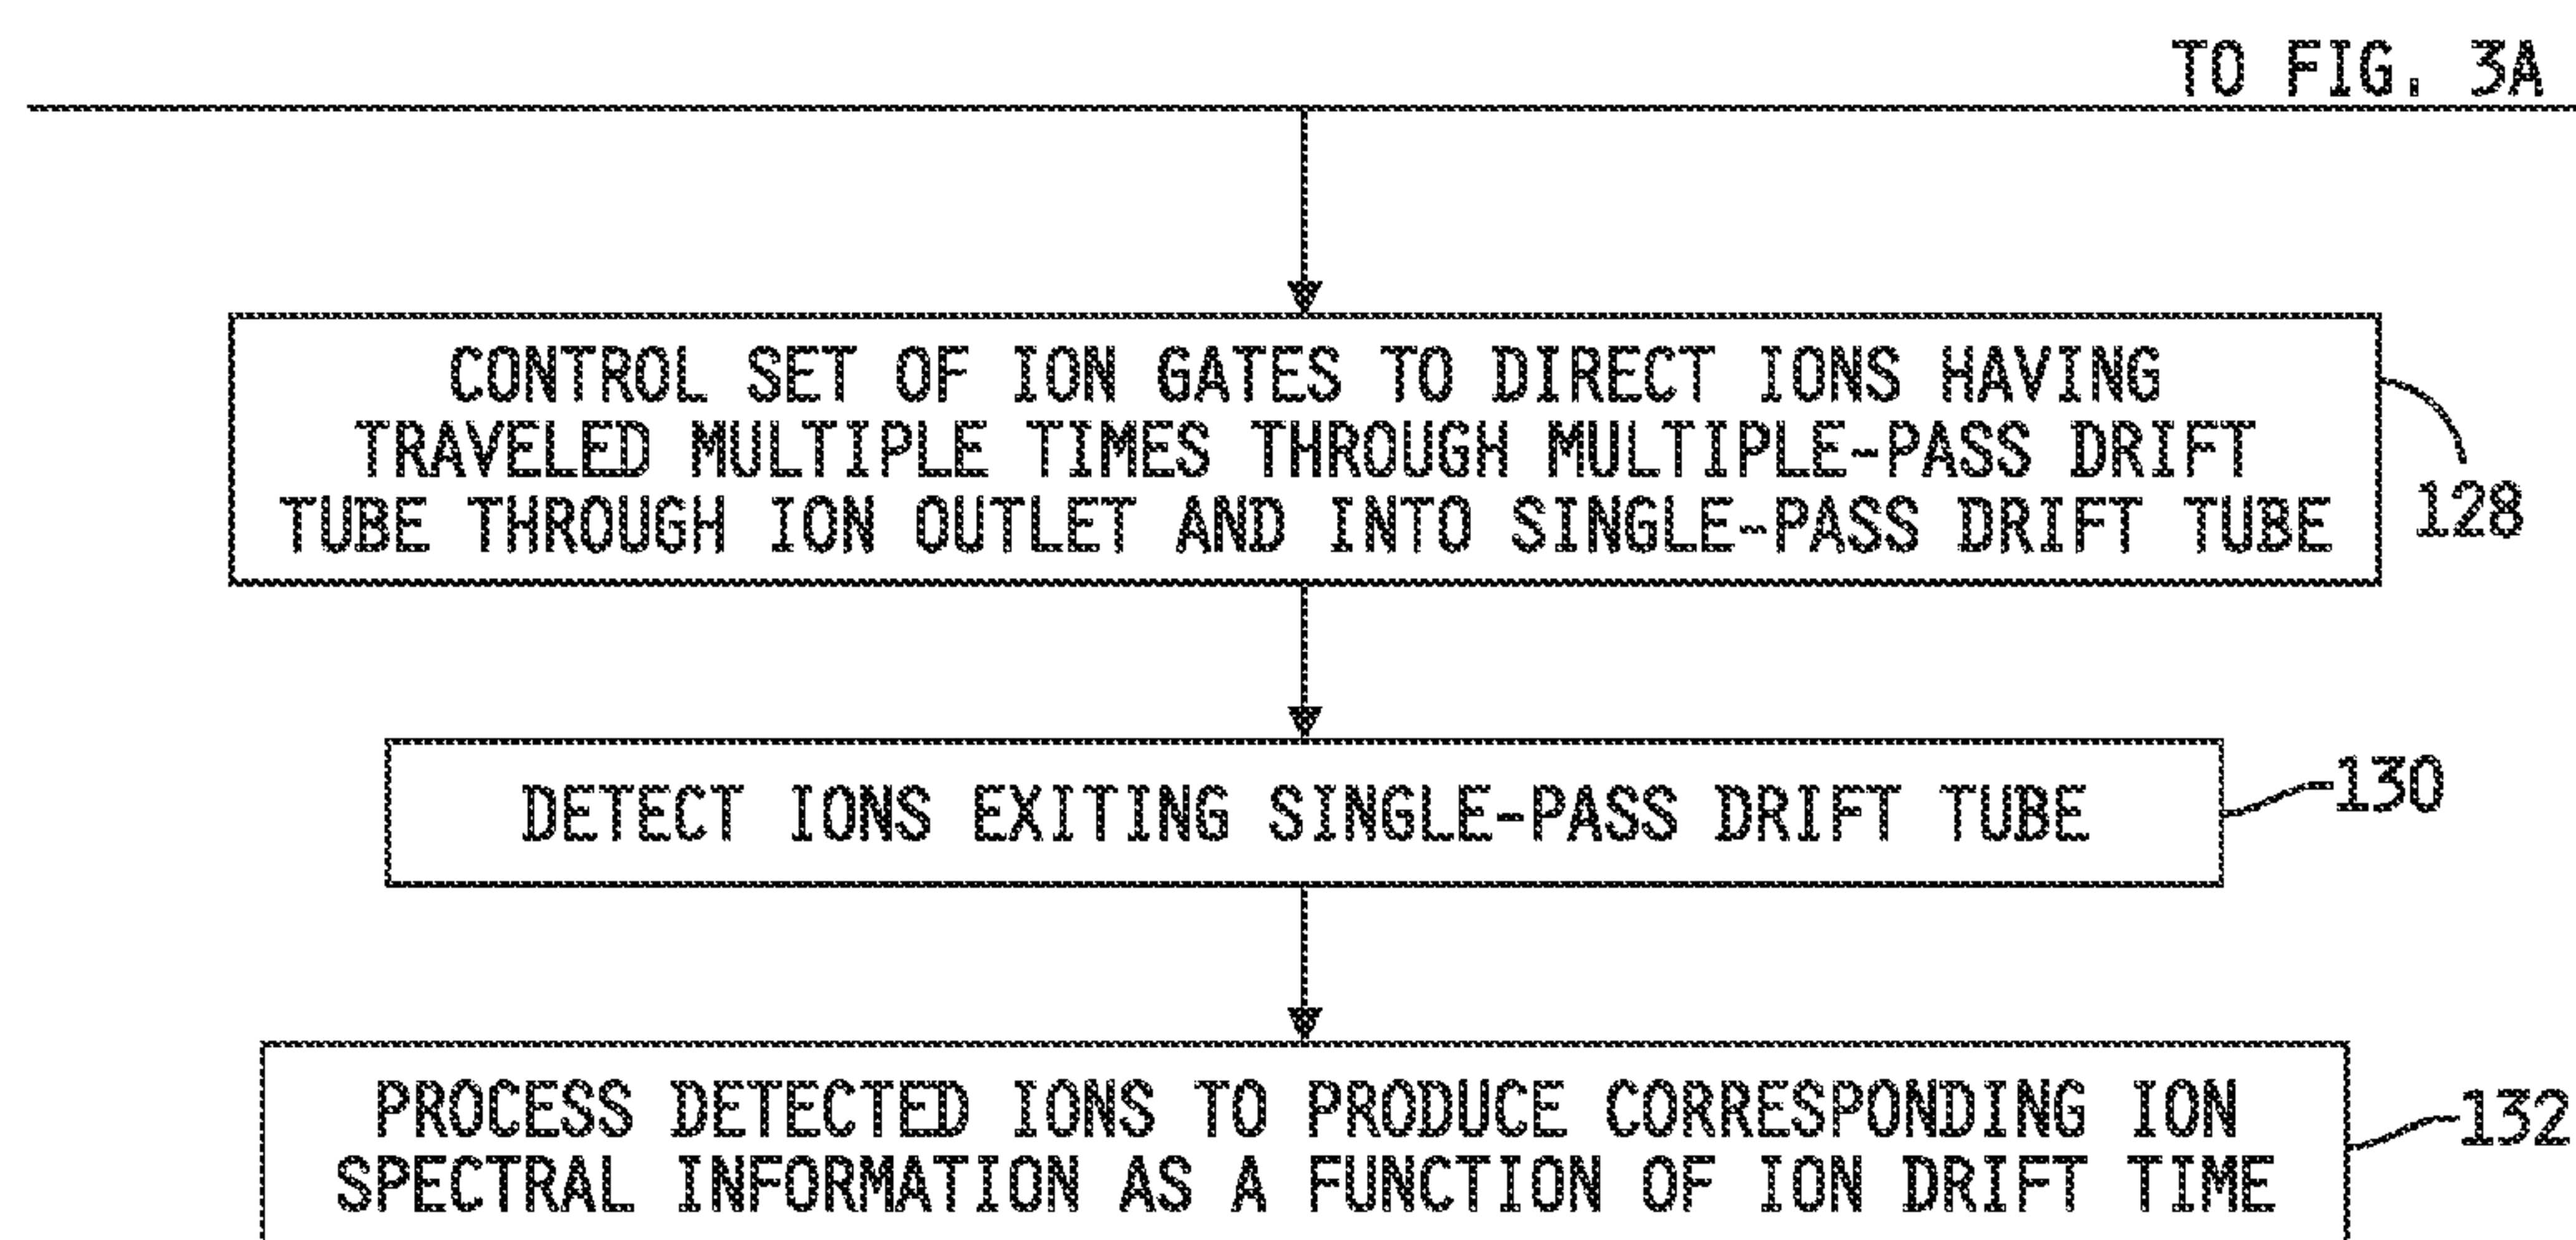 TO FIG. 3A
CONTROL SET OF ION GATES TO DIRECT IONS HAVING
TRAVELED MULTIPLE TIMES THROUGH MULTIPLE-PASS DRIFT
TUBE THROUGH ION OUTLET AND INTO SINGLE-PASS DRIFT TUBE
128
DETECT IONS EXITING SINGLE-PASS DRIFT TUBE
130
PROCESS DETECTED IONS TO PRODUCE CORRESPONDING ION
SPECTRAL INFORMATION AS A FUNCTION OF ION DRIFT TIME
132